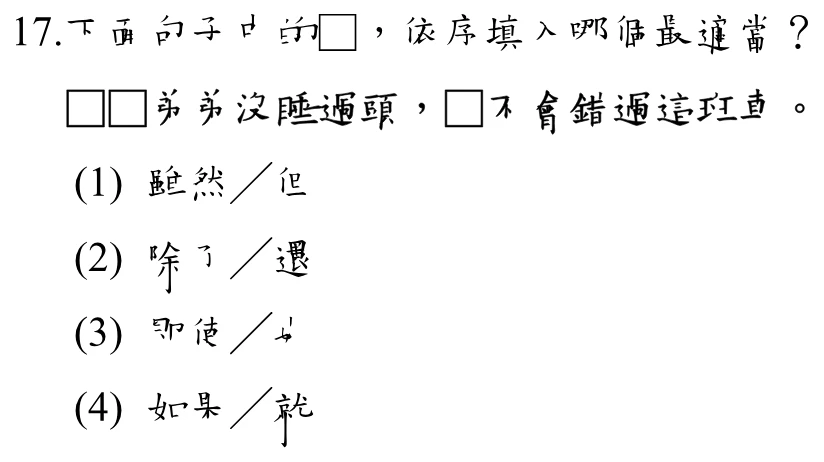 17.下面句子中的□，依序填入哪個最適當？
□□弟弟沒睡過頭，□不會錯過這班車。
(1) 雖然／但
(2) 除了／還
(3) 即使／也
(4) 如果／就